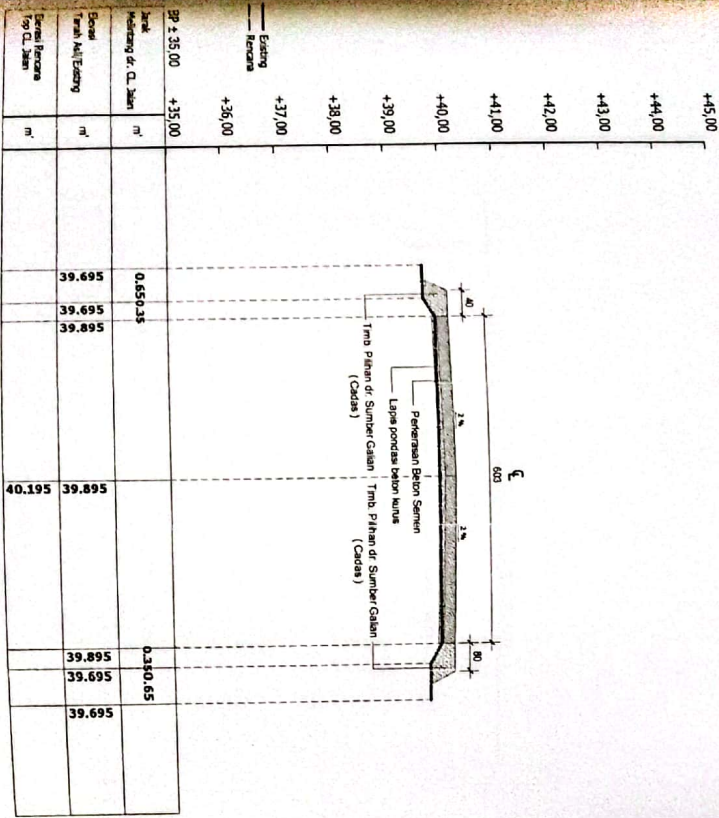 +45,00
+44,00
+43,00
+42,00
+41,00
+40,00
+39,00
+38,00
+37,00
+36,00
BP ± 35,00 +35,00
Existing
Rencana
CL
603
40
80
2%
2%
Perkerasan Beton Semen
Lapis pondasi beton kurus
Timb. Pilihan dr. Sumber Galian
(Cadas)
Timb. Pilihan dr. Sumber Galian
(Cadas)
Jarak
Melintang dr. CL. Jalan
m'
0.65 0.35
0.35 0.65
Elevasi
Tanah Asli/Existing
m'
39.695
39.695
39.895
39.895
39.895
39.695
39.695
Elevasi Rencana
Top CL. Jalan
m'
40.195